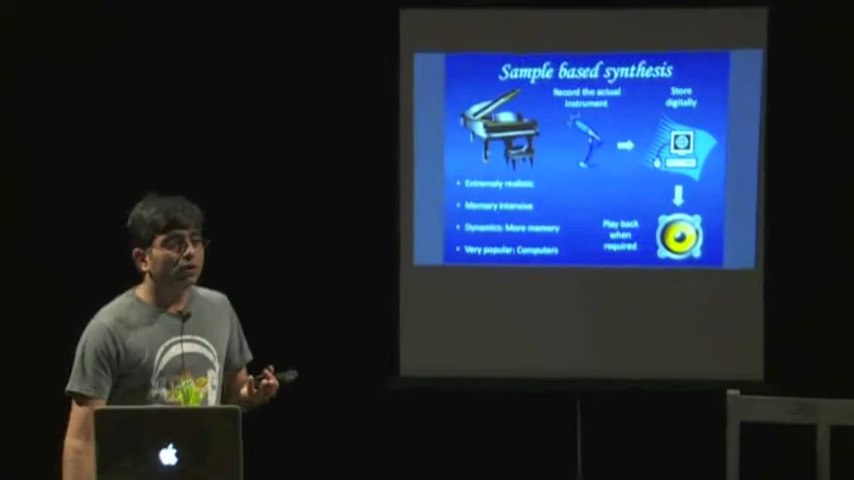 Sample based synthesis
Record the actual
instrument
Store
digitally
• Extremely realistic
• Memory intensive
• Dynamics: More memory
• Very popular: Computers
Play back
when
required